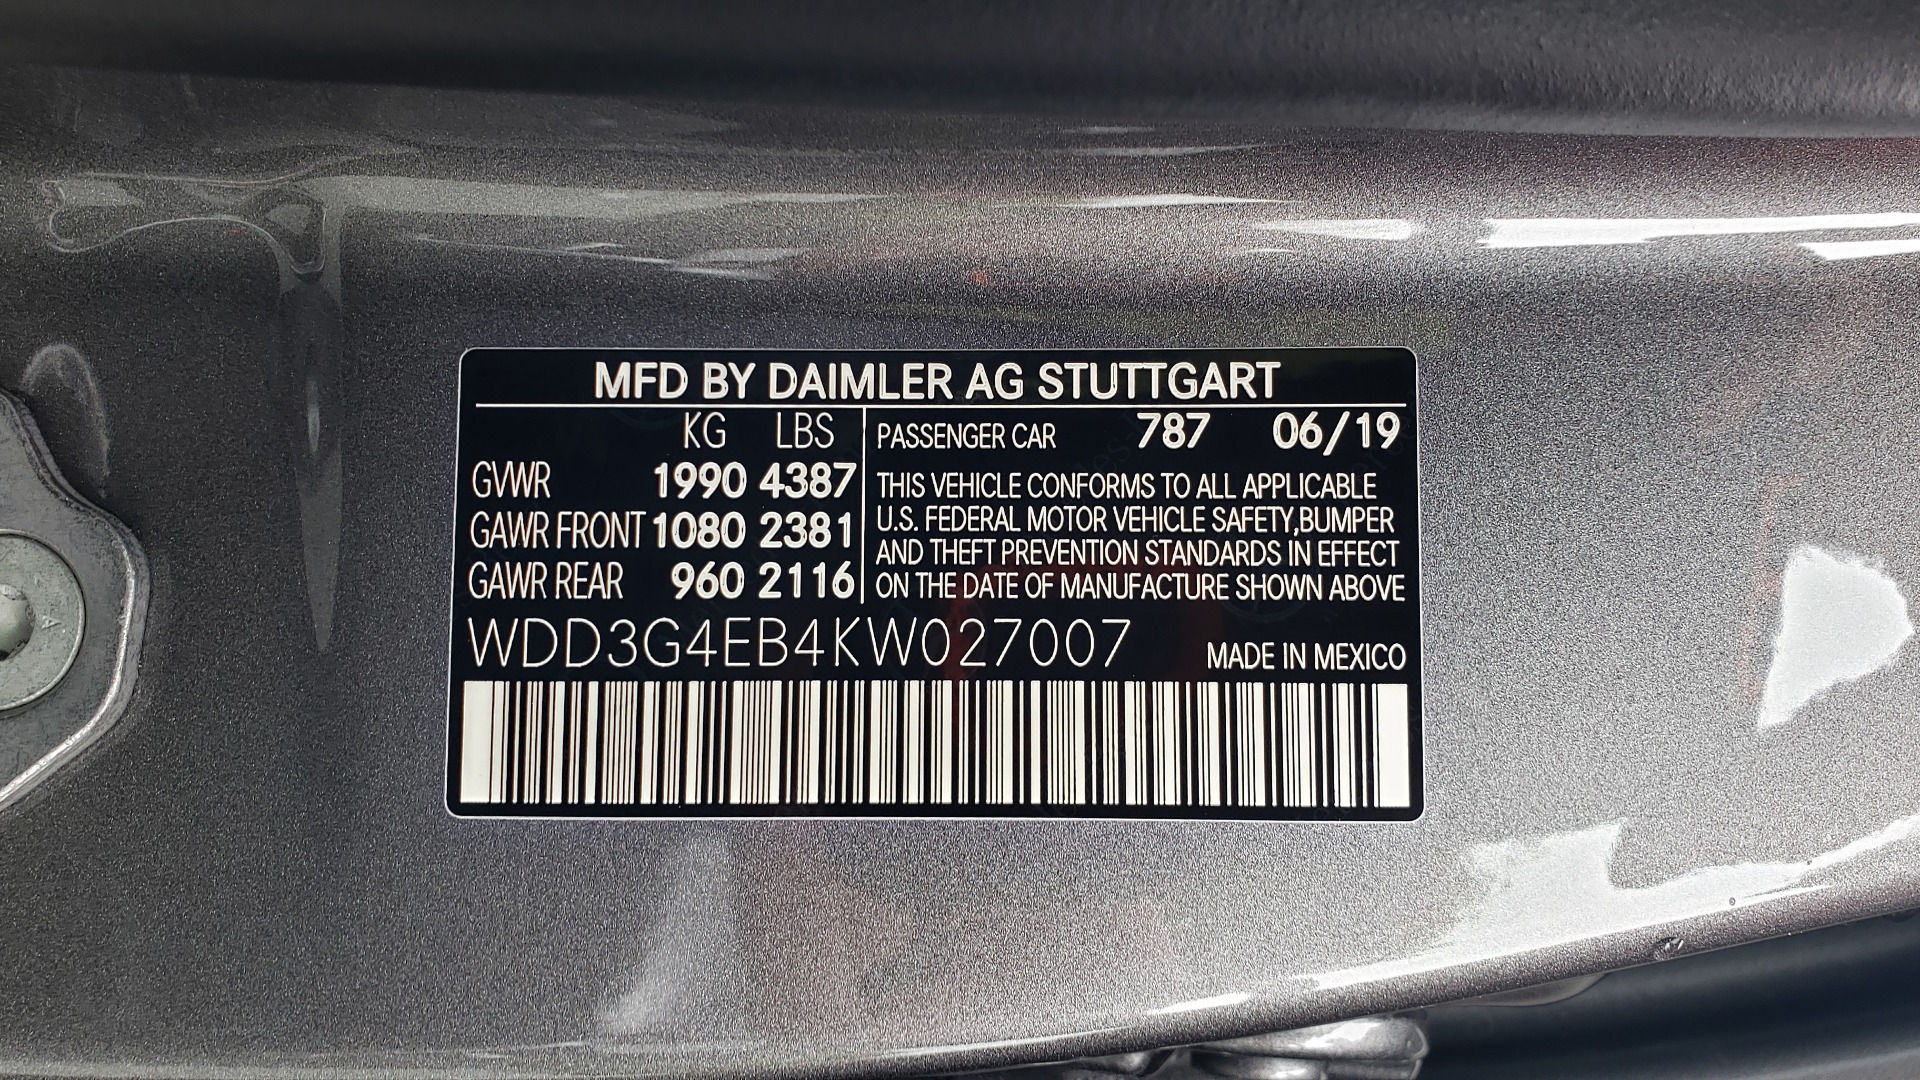 MFD BY DAIMLER AG STUTTGART
KG LBS
GVWR 1990 4387
GAWR FRONT 1080 2381
GAWR REAR 960 2116
PASSENGER CAR 787 06/19
THIS VEHICLE CONFORMS TO ALL APPLICABLE
U.S. FEDERAL MOTOR VEHICLE SAFETY,BUMPER
AND THEFT PREVENTION STANDARDS IN EFFECT
ON THE DATE OF MANUFACTURE SHOWN ABOVE
WDD3G4EB4KW027007
MADE IN MEXICO